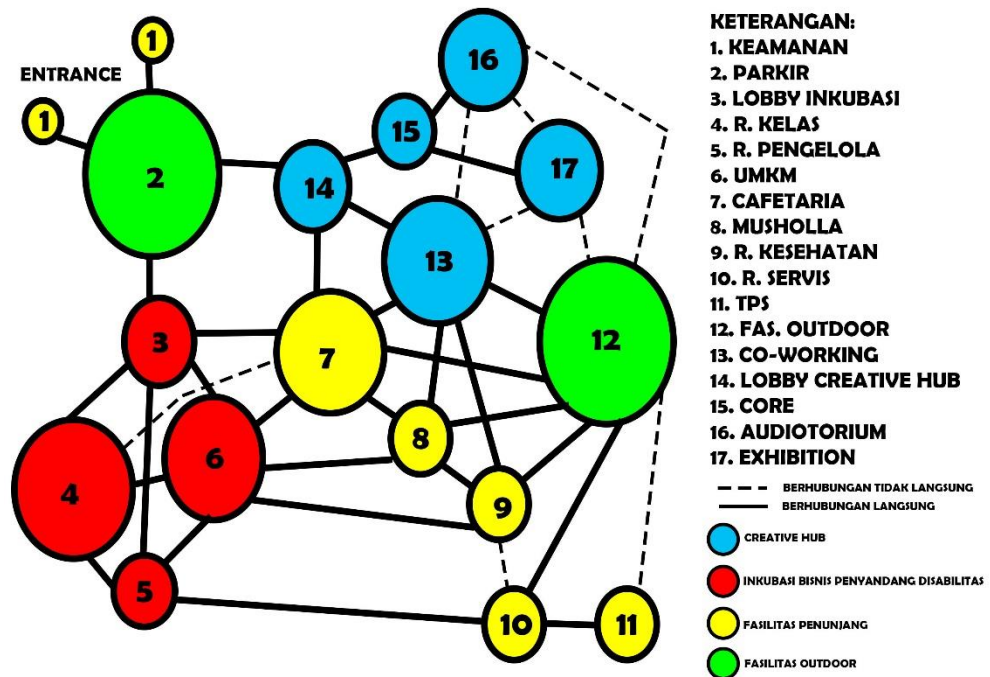 1
ENTRANCE
1
2
16
15
17
14
13
3
7
12
6
8
4
9
5
10
11
KETERANGAN:
1. KEAMANAN
2. PARKIR
3. LOBBY INKUBASI
4. R. KELAS
5. R. PENGELOLA
6. UMKM
7. CAFETARIA
8. MUSHOLLA
9. R. KESEHATAN
10. R. SERVIS
11. TPS
12. FAS. OUTDOOR
13. CO-WORKING
14. LOBBY CREATIVE HUB
15. CORE
16. AUDIOTORIUM
17. EXHIBITION
BERHUBUNGAN TIDAK LANGSUNG
BERHUBUNGAN LANGSUNG
CREATIVE HUB
INKUBASI BISNIS PENYANDANG DISABILITAS
FASILITAS PENUNJANG
FASILITAS OUTDOOR